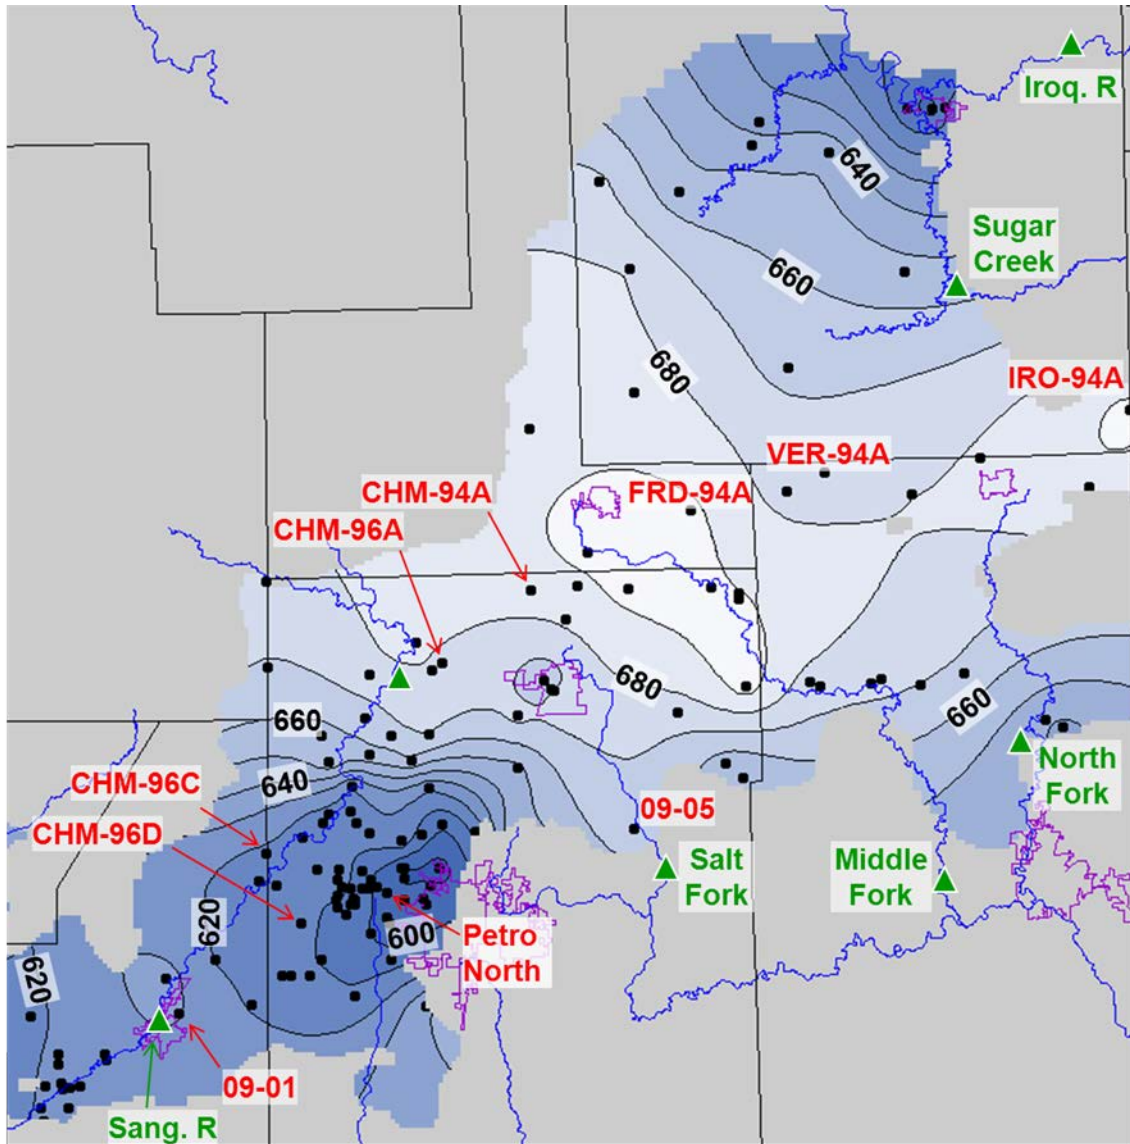 Iroq. R
640
Sugar
Creek
660
680
IRO-94A
VER-94A
CHM-94A
FRD-94A
CHM-96A
680
660
660
North
Fork
CHM-96C
640
CHM-96D
09-05
Salt
Fork
Middle
Fork
620
600
Petro
North
620
09-01
Sang. R